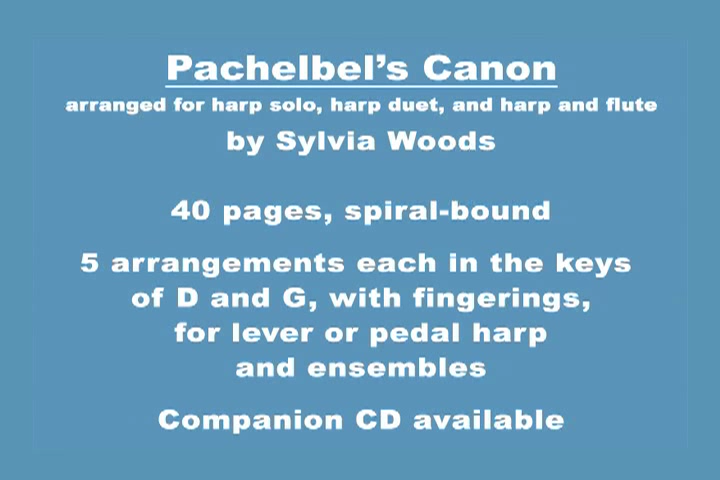 Pachelbel’s Canon
arranged for harp solo, harp duet, and harp and flute
by Sylvia Woods
40 pages, spiral-bound
5 arrangements each in the keys
of D and G, with fingerings,
for lever or pedal harp
and ensembles
Companion CD available